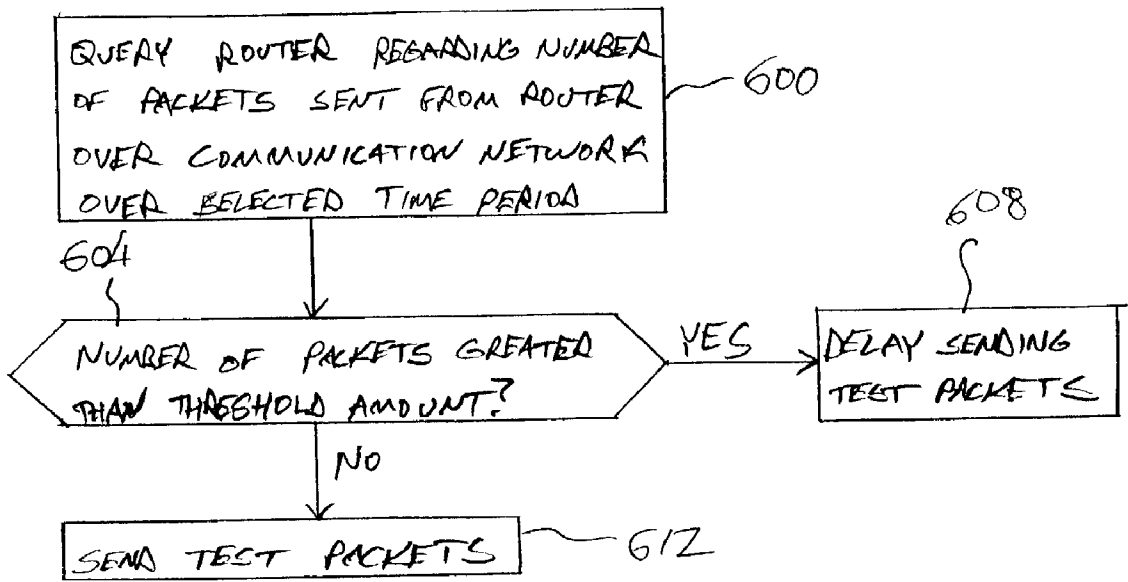 QUERY ROUTER REGARDING NUMBER
OF PACKETS SENT FROM ROUTER
OVER COMMUNICATION NETWORK
OVER SELECTED TIME PERIOD
600
604
NUMBER OF PACKETS GREATER
THAN THRESHOLD AMOUNT?
YES
608
DELAY SENDING
TEST PACKETS
NO
SEND TEST PACKETS
612